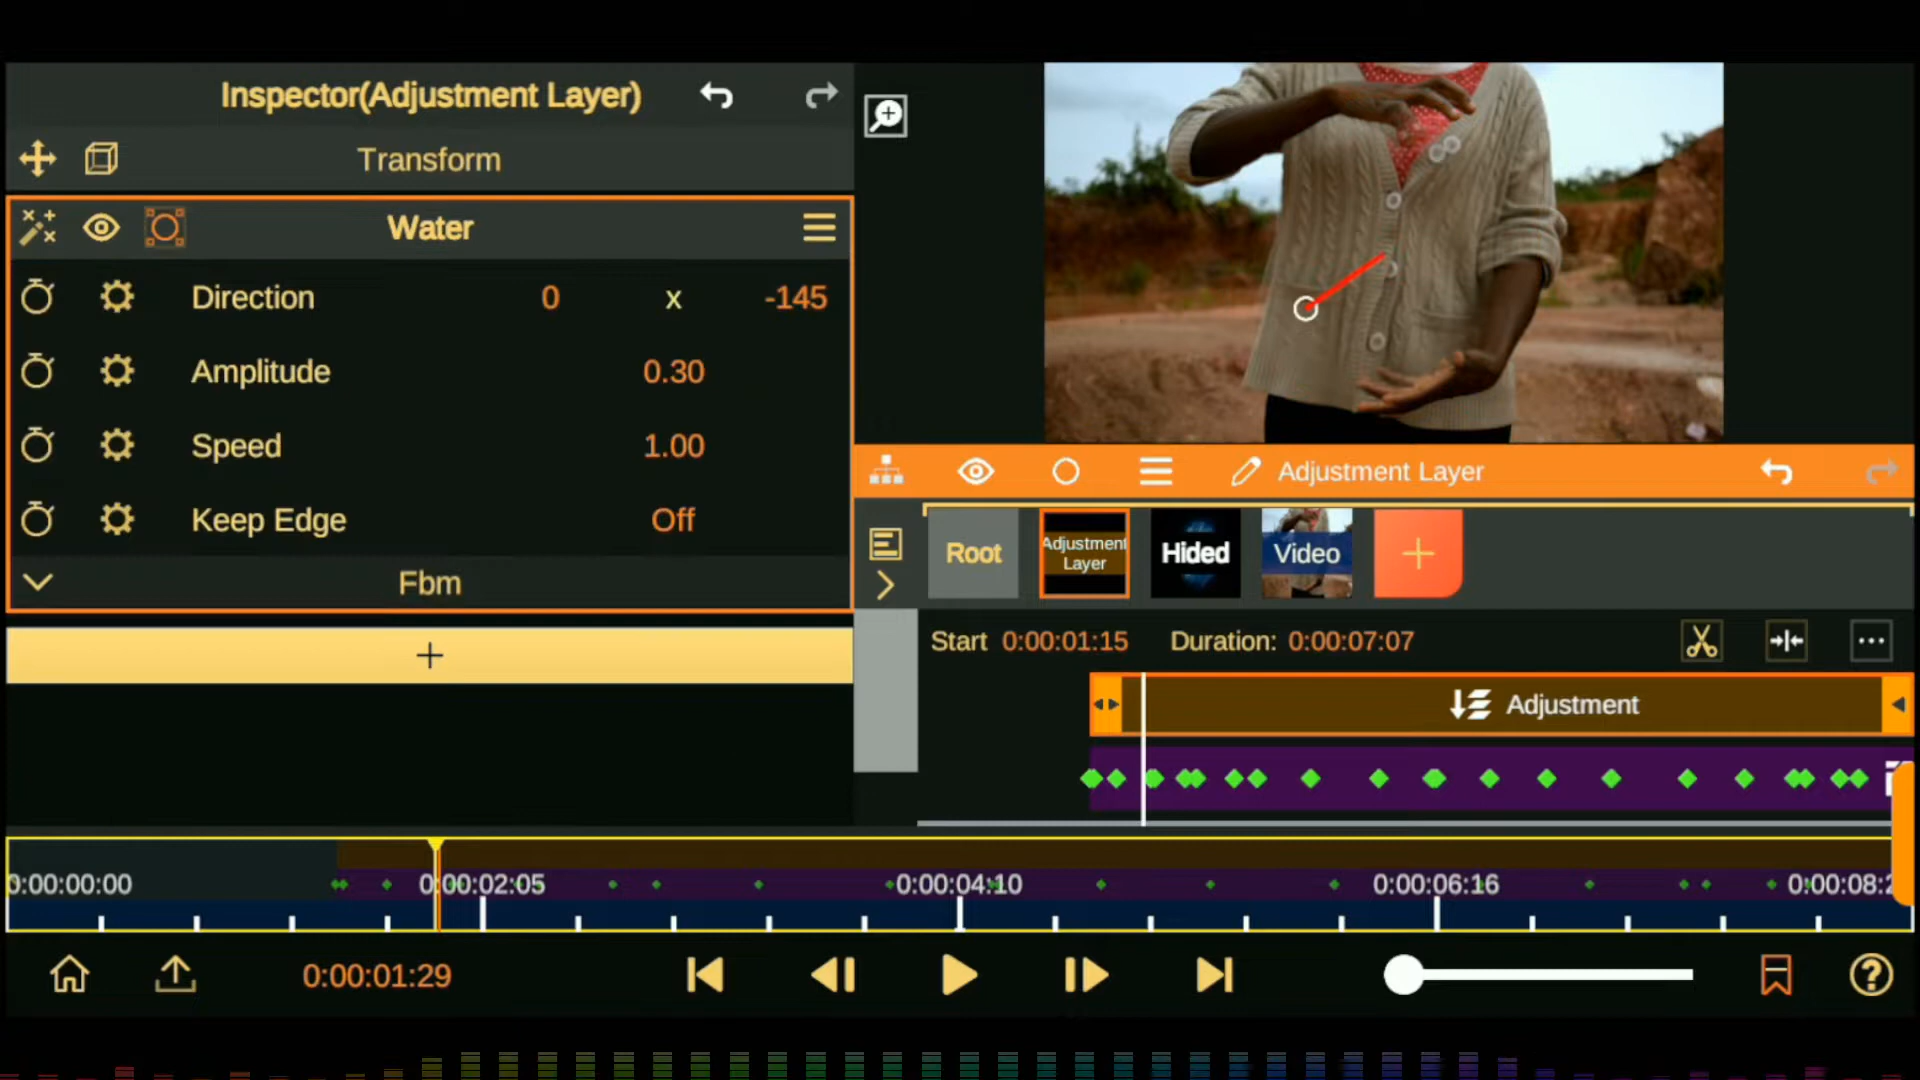 Inspector(Adjustment Layer)
Transform
Water
Direction 0 x -145
Amplitude 0.30
Speed 1.00
Keep Edge Off
Fbm
+
Adjustment Layer
Root
Adjustment
Layer
Hided
Video
+
Start 0:00:01:15 Duration: 0:00:07:07
Adjustment
0:00:00:00 0:00:02:05 0:00:04:10 0:00:06:16 0:00:08:2
0:00:01:29